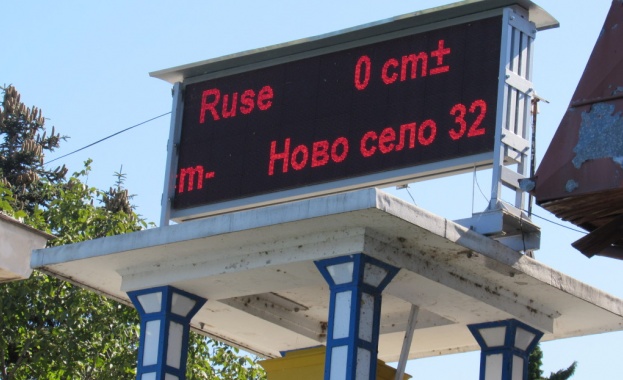 Ruse 0 cm±
m- Ново село 32